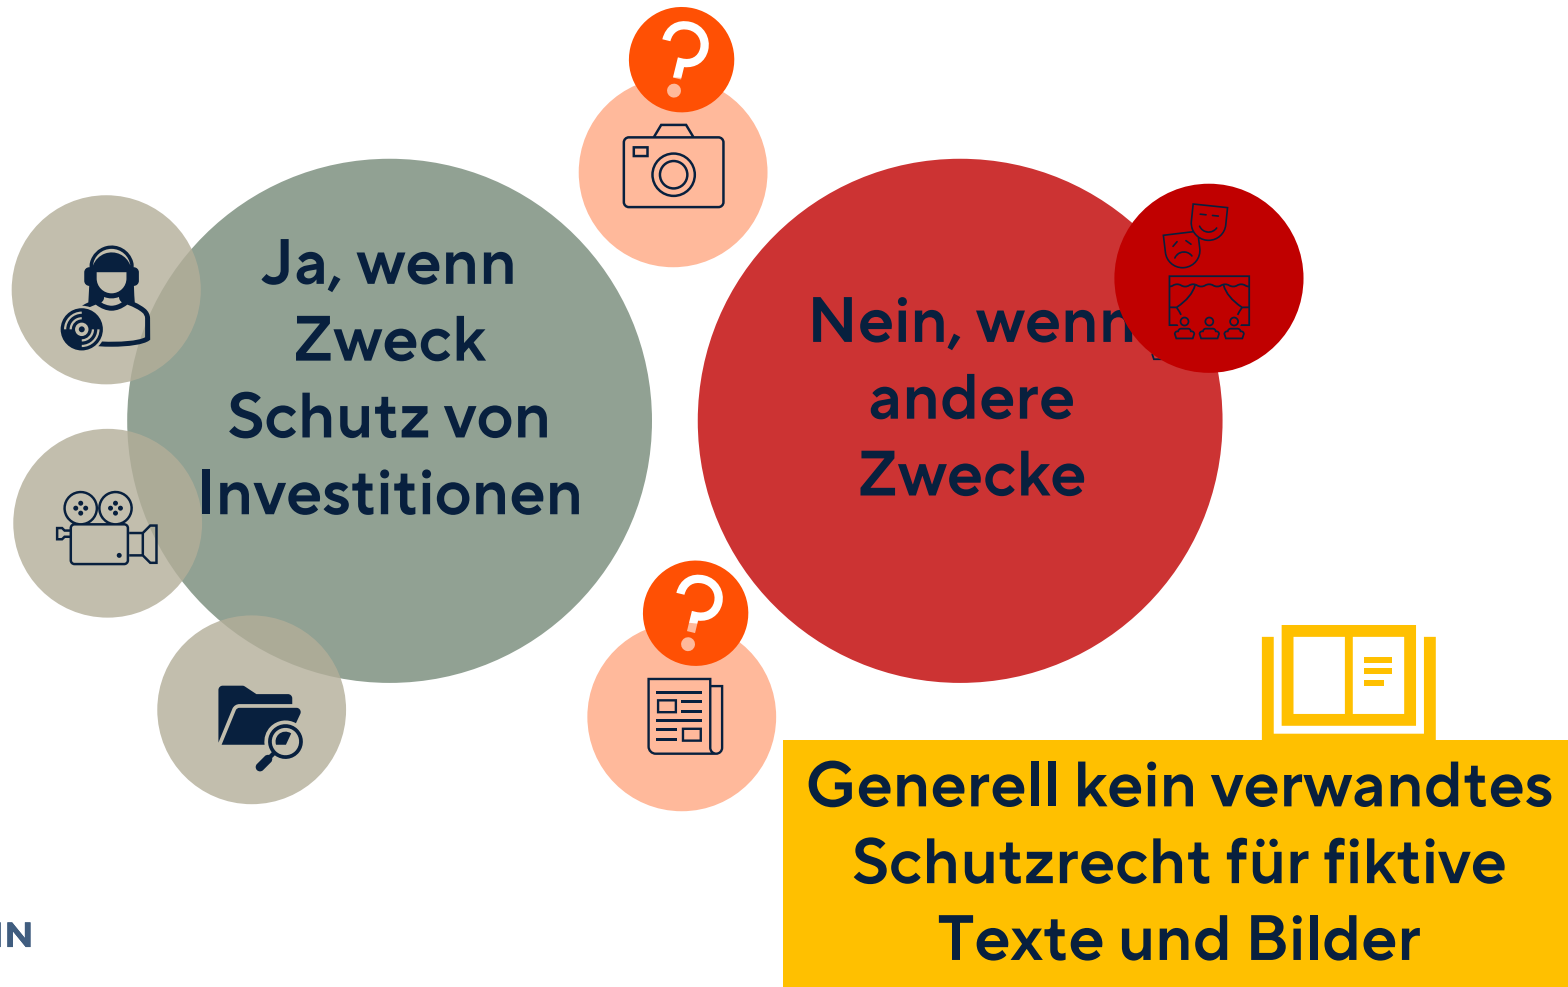 ?
Ja, wenn
Zweck
Schutz von
Investitionen
Nein, wenn
andere
Zwecke
?
Generell kein verwandtes
Schutzrecht für fiktive
Texte und Bilder